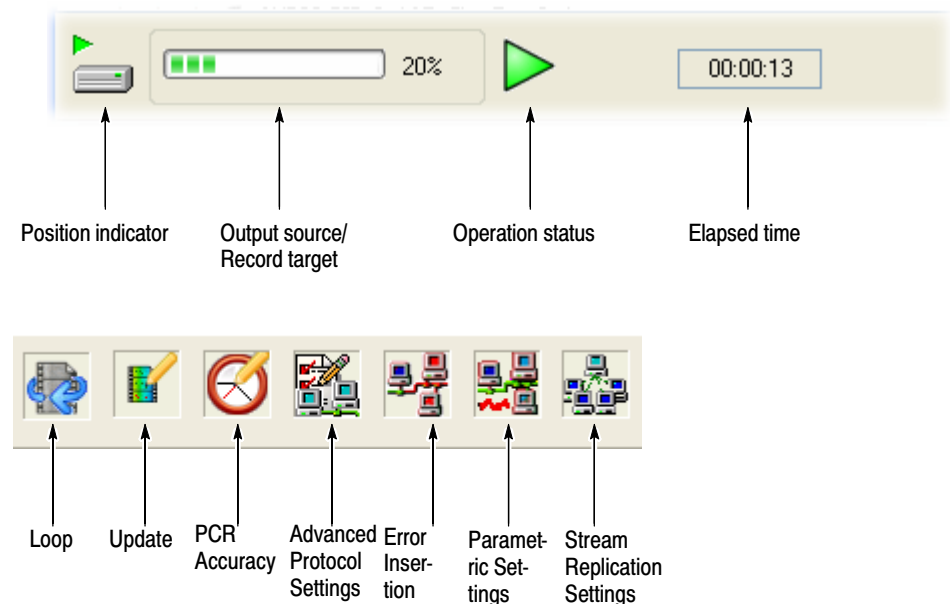 20%
00:00:13
Position indicator
Output source/
Record target
Operation status
Elapsed time
Loop
Update
PCR
Accuracy
Advanced
Protocol
Settings
Error
Inser-
tion
Paramet-
ric Set-
tings
Stream
Replication
Settings